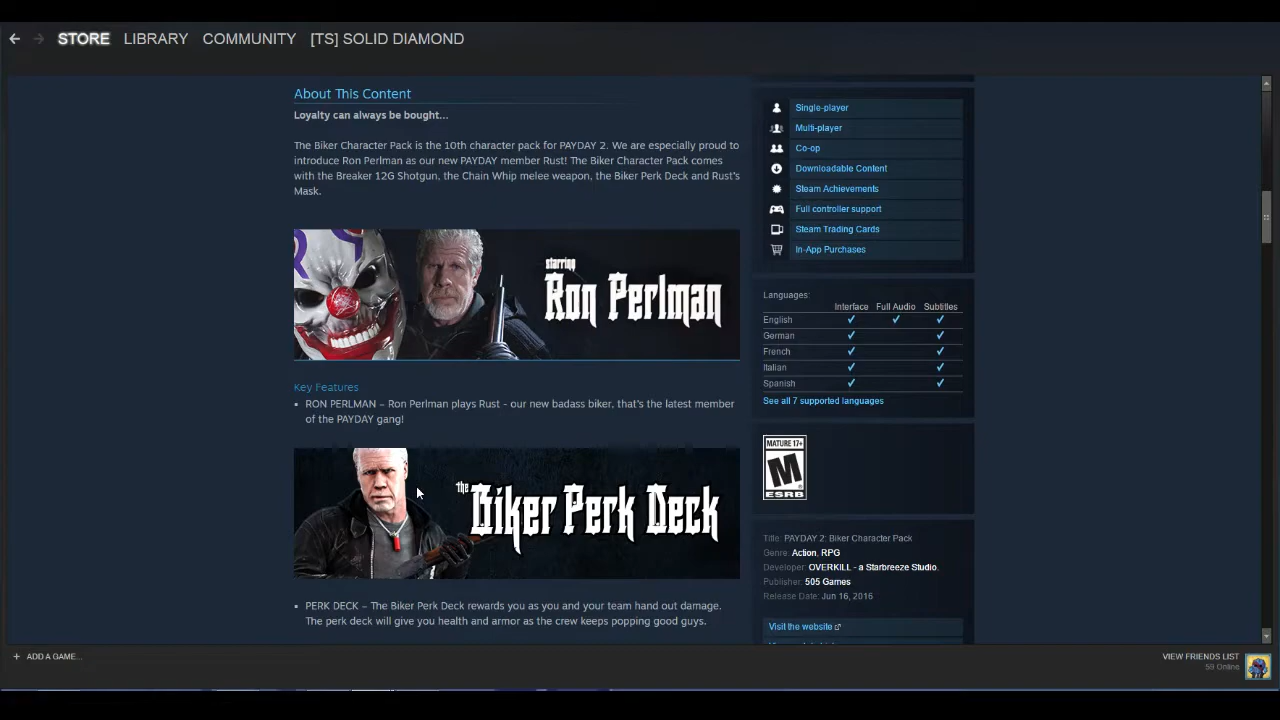 STORE LIBRARY COMMUNITY [TS] SOLID DIAMOND
About This Content
Loyalty can always be bought...
The Biker Character Pack is the 10th character pack for PAYDAY 2. We are especially proud to
introduce Ron Perlman as our new PAYDAY member Rust! The Biker Character Pack comes
with the Breaker 12G Shotgun, the Chain Whip melee weapon, the Biker Perk Deck and Rust's
Mask.
starring
Ron Perlman
Key Features
RON PERLMAN – Ron Perlman plays Rust - our new badass biker, that's the latest member
of the PAYDAY gang!
the
Biker Perk Deck
PERK DECK – The Biker Perk Deck rewards you as you and your team hand out damage.
The perk deck will give you health and armor as the crew keeps popping good guys.
Single-player
Multi-player
Co-op
Downloadable Content
Steam Achievements
Full controller support
Steam Trading Cards
In-App Purchases
Languages:
Interface Full Audio Subtitles
English ✓ ✓ ✓
German ✓ ✓
French ✓ ✓
Italian ✓ ✓
Spanish ✓ ✓
See all 7 supported languages
MATURE 17+
M
ESRB
Title: PAYDAY 2: Biker Character Pack
Genre: Action, RPG
Developer: OVERKILL - a Starbreeze Studio.
Publisher: 505 Games
Release Date: Jun 16, 2016
Visit the website
+ ADD A GAME...
VIEW FRIENDS LIST
59 Online